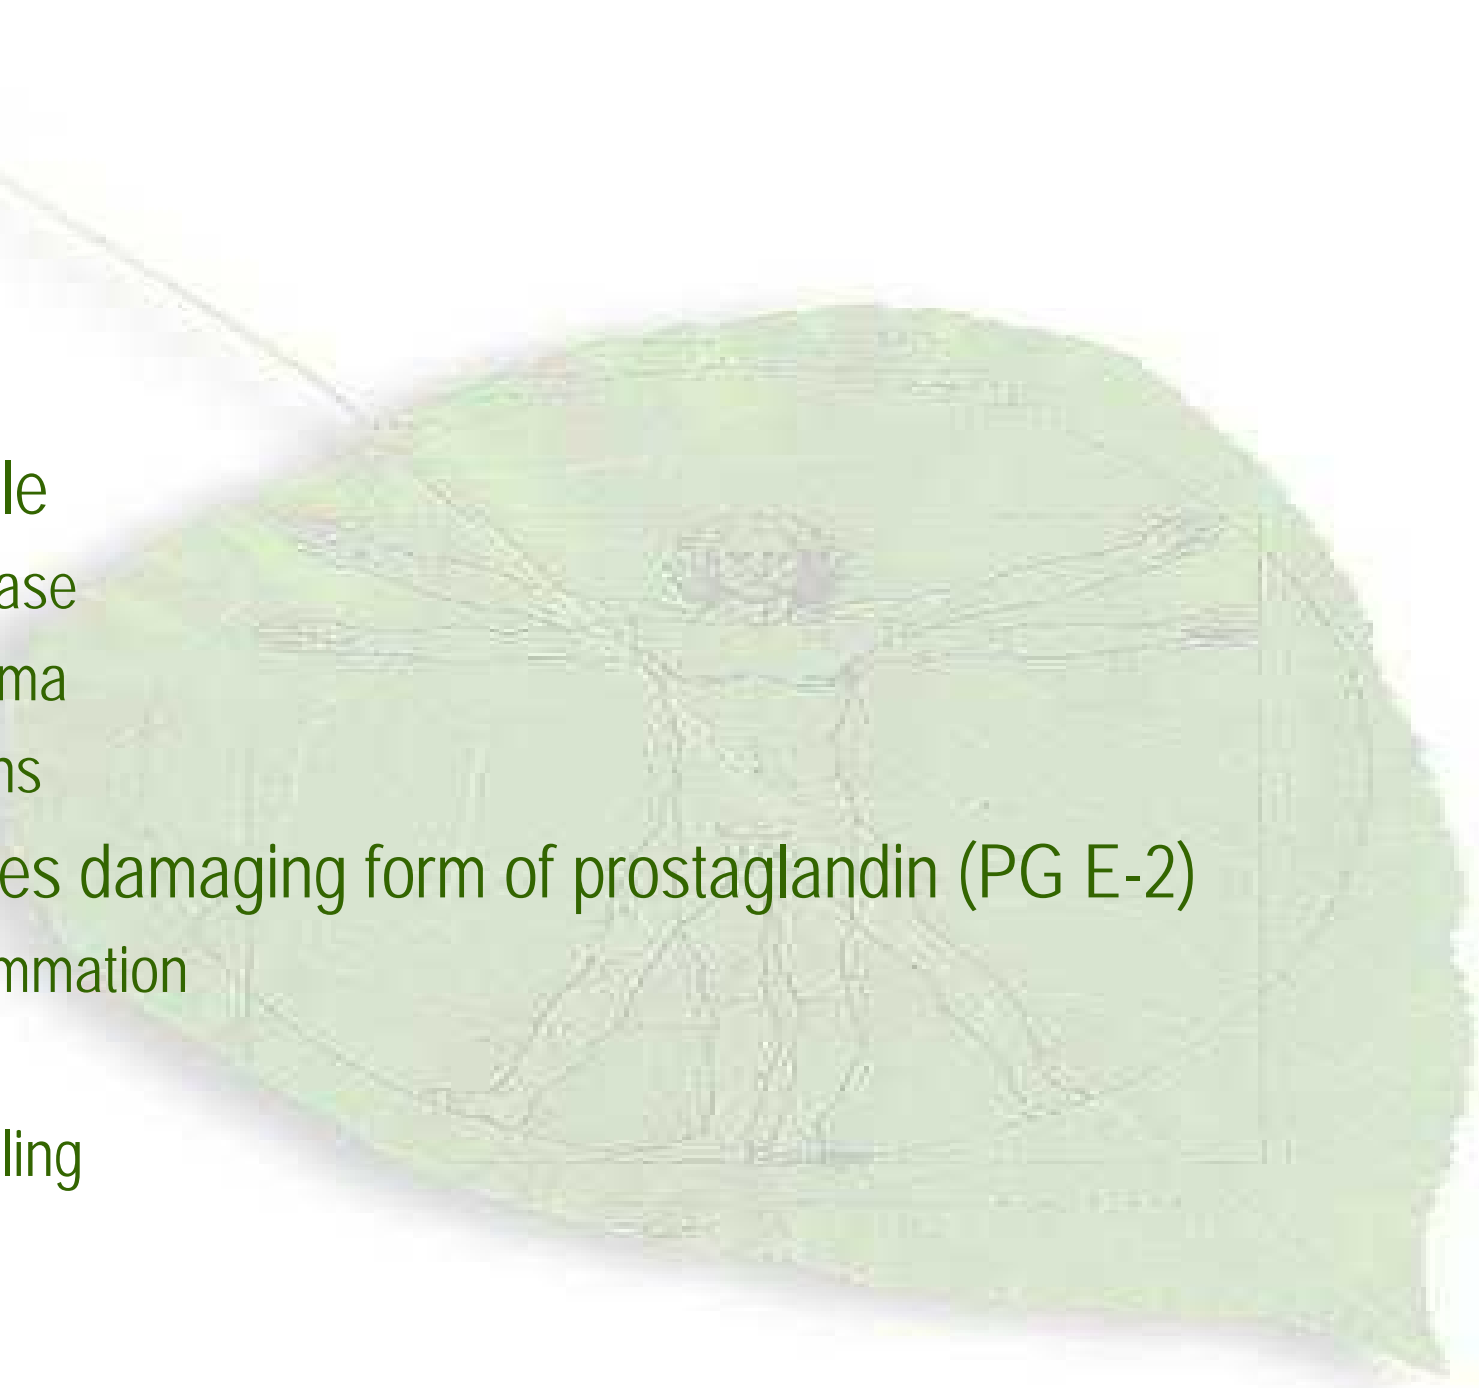 le
ase
ma
ns
es damaging form of prostaglandin (PG E-2)
mmation
ling